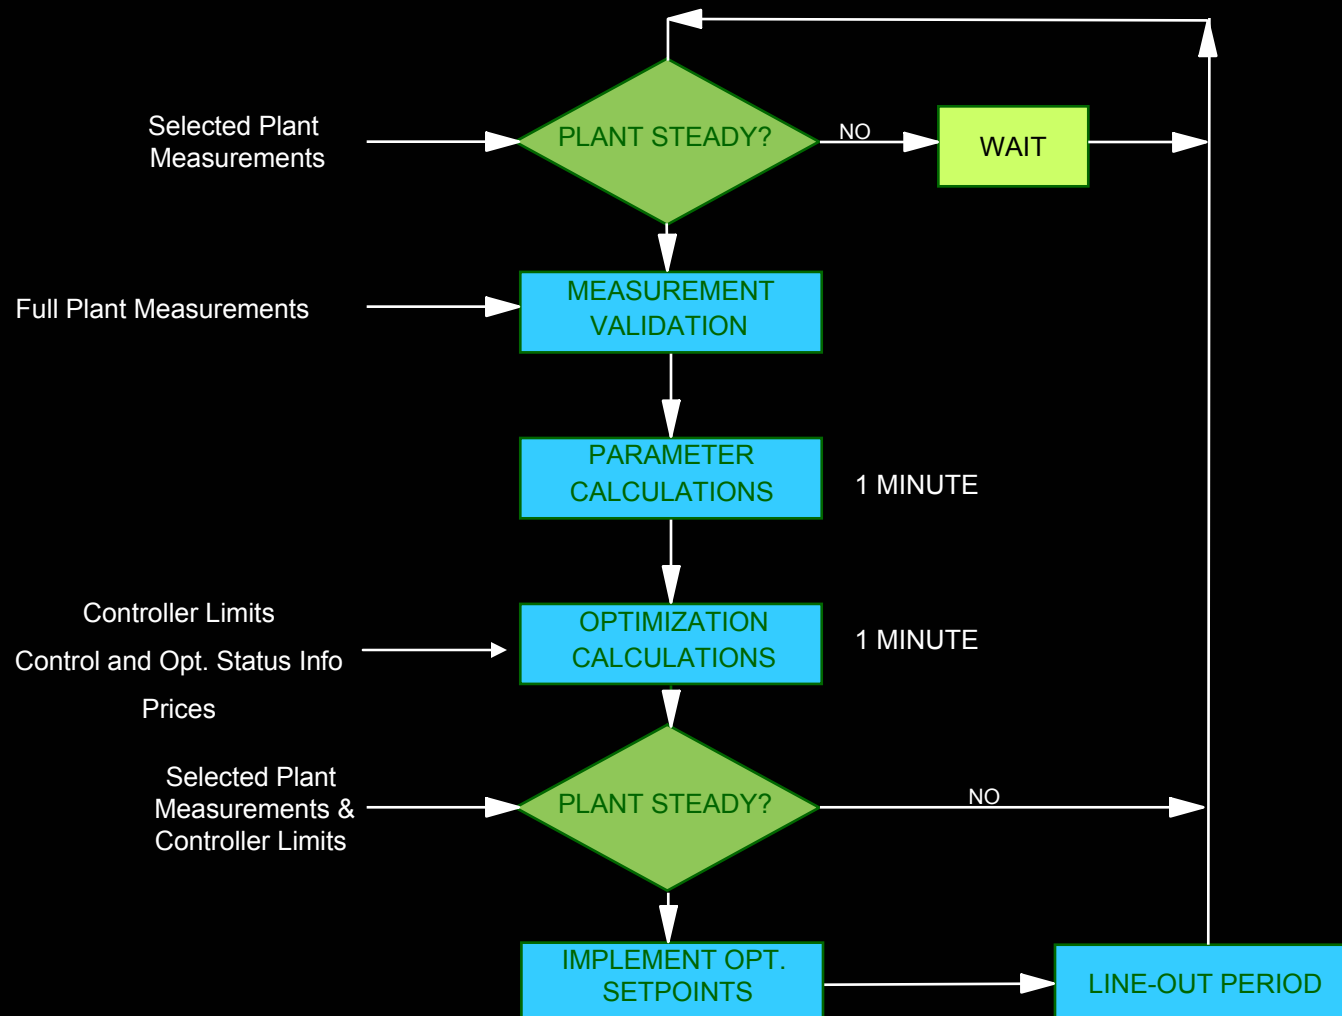 Selected Plant
Measurements
PLANT STEADY?
NO
WAIT
Full Plant Measurements
MEASUREMENT
VALIDATION
PARAMETER
CALCULATIONS
1 MINUTE
Controller Limits
Control and Opt. Status Info
Prices
OPTIMIZATION
CALCULATIONS
1 MINUTE
Selected Plant
Measurements &
Controller Limits
PLANT STEADY?
NO
IMPLEMENT OPT.
SETPOINTS
LINE-OUT PERIOD